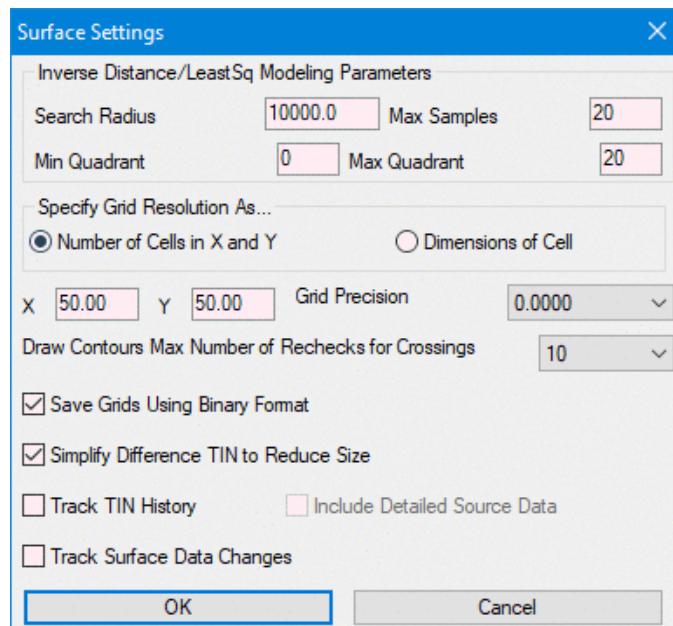 Surface Settings
Inverse Distance/LeastSq Modeling Parameters
Search Radius 10000.0 Max Samples 20
Min Quadrant 0 Max Quadrant 20
Specify Grid Resolution As...
Number of Cells in X and Y Dimensions of Cell
X 50.00 Y 50.00 Grid Precision 0.0000
Draw Contours Max Number of Rechecks for Crossings 10
Save Grids Using Binary Format
Simplify Difference TIN to Reduce Size
Track TIN History Include Detailed Source Data
Track Surface Data Changes
OK Cancel